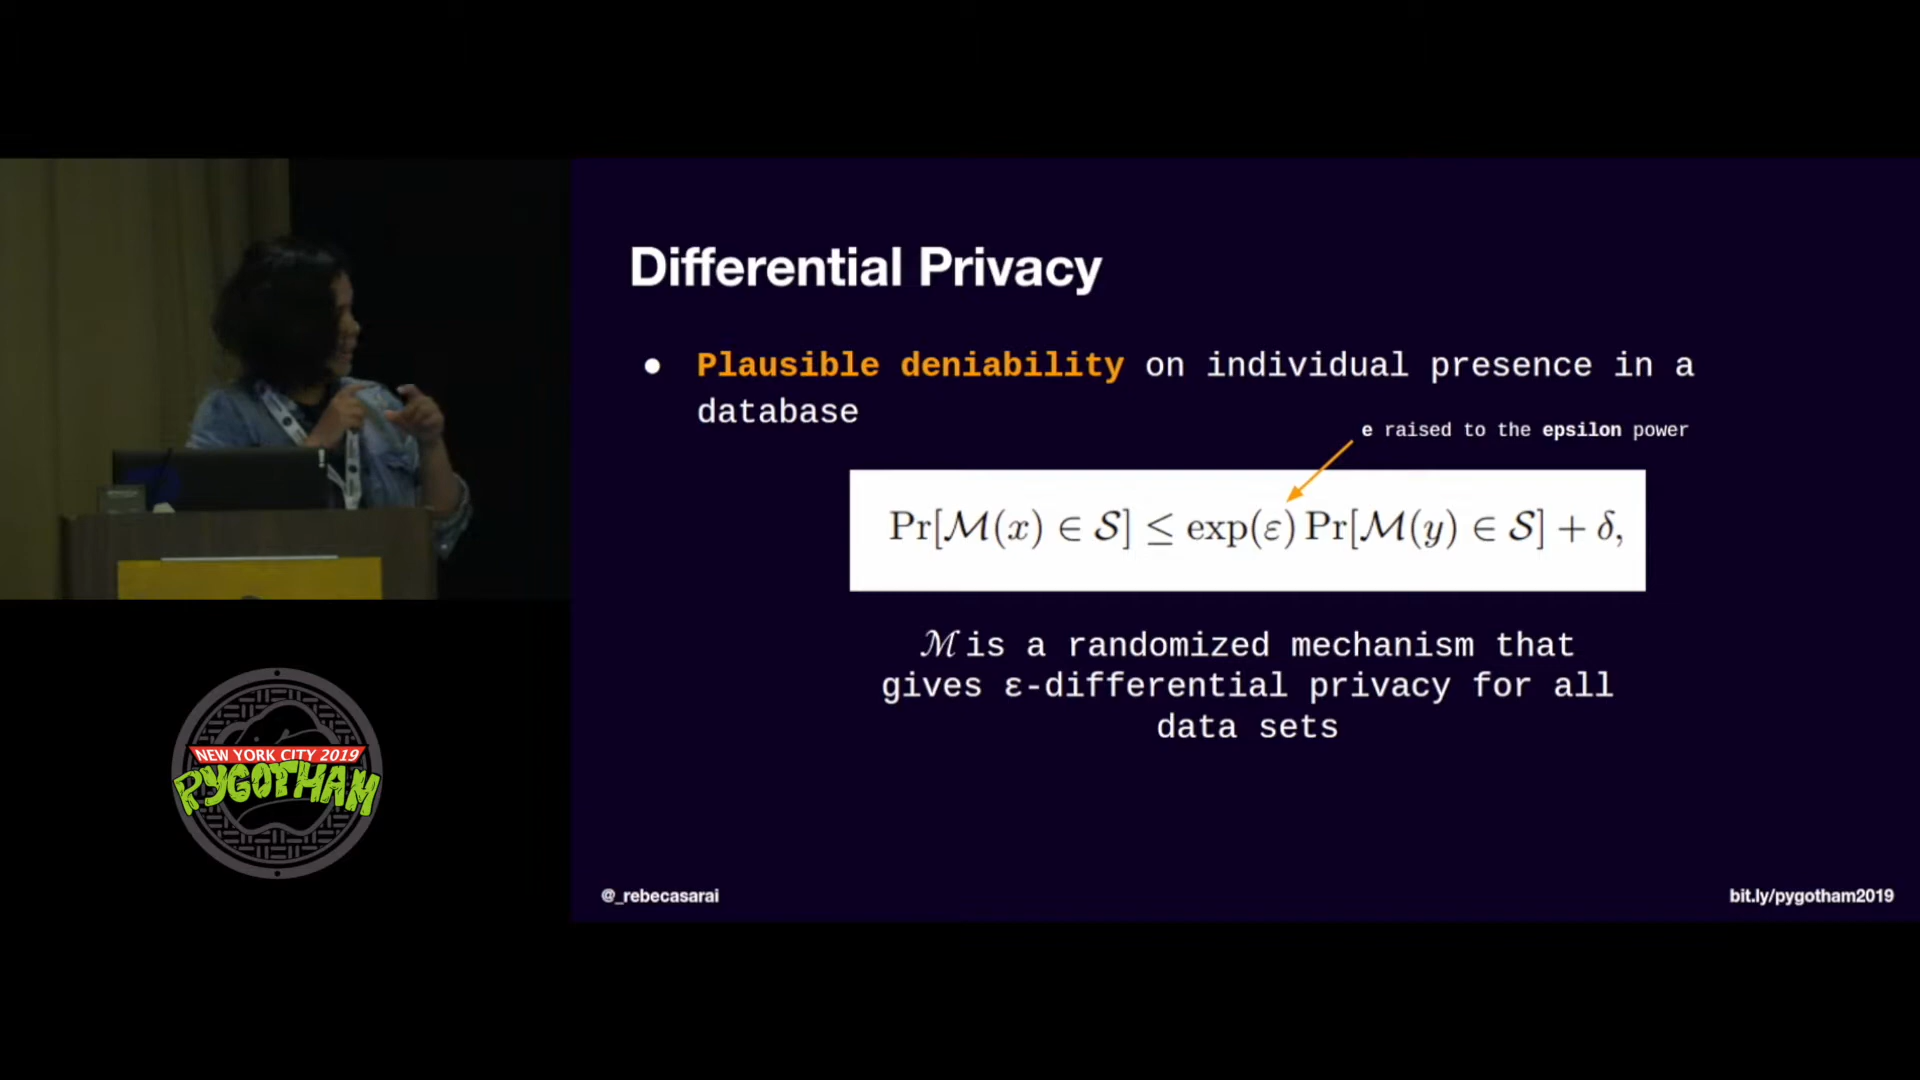 Differential Privacy
● Plausible deniability on individual presence in a
database
e raised to the epsilon power
Pr[ℳ(x) ∈ 𝒮] ≤ exp(ε) Pr[ℳ(y) ∈ 𝒮] + δ,
ℳ is a randomized mechanism that
gives ε-differential privacy for all
data sets
NEW YORK CITY 2019
PYGOTHAM
@_rebecasarai
bit.ly/pygotham2019